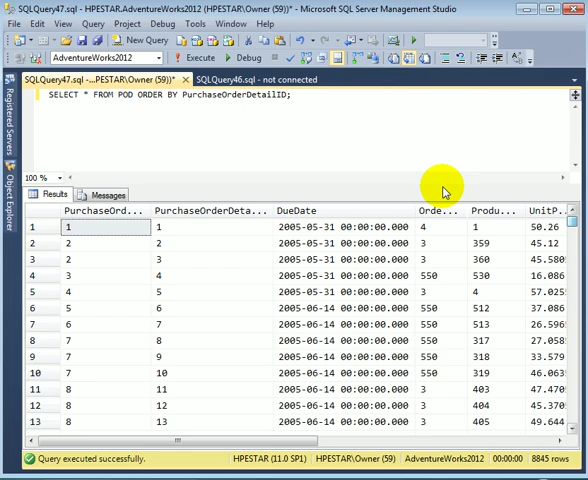 SQLQuery47.sql - HPESTAR.AdventureWorks2012 (HPESTAR\Owner (59))* - Microsoft SQL Server Management Studio
File Edit View Query Project Debug Tools Window Help
New Query
AdventureWorks2012 Execute Debug
SQLQuery47.sql -...PESTAR\Owner (59))* SQLQuery46.sql - not connected
Registered Servers
Object Explorer
SELECT * FROM POD ORDER BY PurchaseOrderDetailID;
100 %
Results Messages
PurchaseOrd... PurchaseOrderDeta... DueDate Orde... Produ... UnitP.
1 1 1 2005-05-31 00:00:00.000 4 1 50.26
2 2 2 2005-05-31 00:00:00.000 3 359 45.12
3 2 3 2005-05-31 00:00:00.000 3 360 45.580
4 3 4 2005-05-31 00:00:00.000 550 530 16.086
5 4 5 2005-05-31 00:00:00.000 3 4 57.025
6 5 6 2005-06-14 00:00:00.000 550 512 37.086
7 6 7 2005-06-14 00:00:00.000 550 513 26.596
8 7 8 2005-06-14 00:00:00.000 550 317 27.058
9 7 9 2005-06-14 00:00:00.000 550 318 33.579
10 7 10 2005-06-14 00:00:00.000 550 319 46.063
11 8 11 2005-06-14 00:00:00.000 3 403 47.470
12 8 12 2005-06-14 00:00:00.000 3 404 45.370
13 8 13 2005-06-14 00:00:00.000 3 405 49.644
Query executed successfully. HPESTAR (11.0 SP1) HPESTAR\Owner (59) AdventureWorks2012 00:00:00 8845 rows